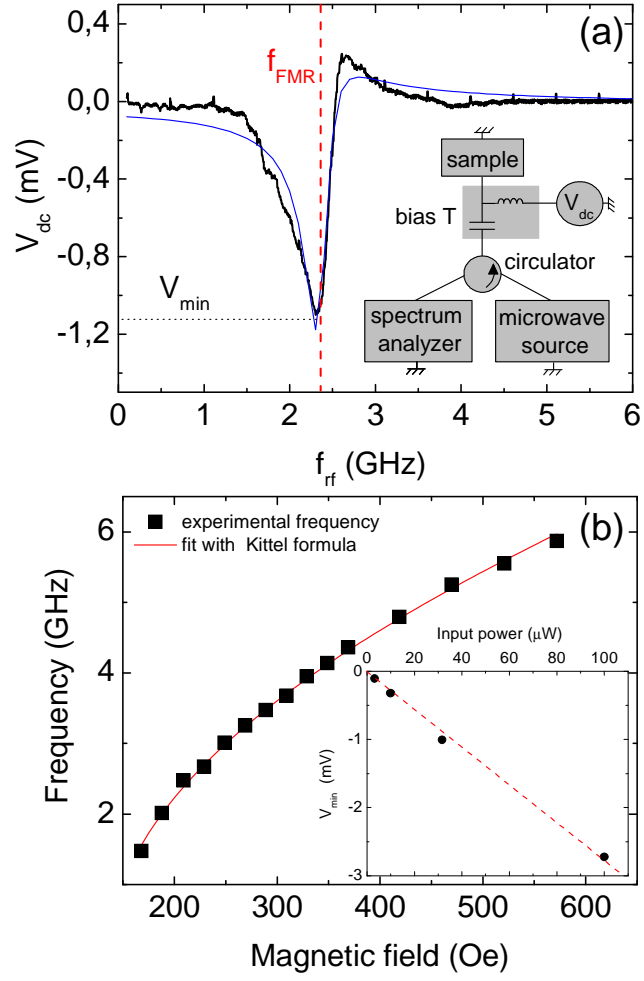 0,4
0,0
-0,4
-0,8
-1,2
V_dc (mV)
(a)
f_FMR
V_min
sample
bias T
V_dc
circulator
spectrum
analyzer
microwave
source
0 1 2 3 4 5 6
f_rf (GHz)
6
4
2
Frequency (GHz)
(b)
experimental frequency
fit with Kittel formula
Input power (μW)
0 20 40 60 80 100
0
-1
-2
-3
V_min (mV)
200 300 400 500 600
Magnetic field (Oe)